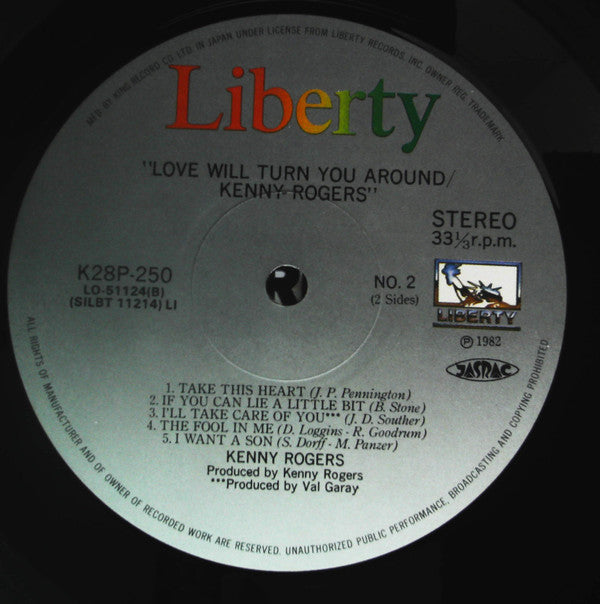 MFD. BY KING RECORD CO. LTD. IN JAPAN UNDER LICENSE FROM LIBERTY RECORDS, INC. OWNER REG. TRADEMARK.
Liberty
"LOVE WILL TURN YOU AROUND/
KENNY ROGERS"
STEREO
33⅓r.p.m.
K28P-250
LO-51124(B)
(SILBT 11214) LI
NO. 2
(2 Sides)
LIBERTY
Ⓟ 1982
JASRAC
1. TAKE THIS HEART (J. P. Pennington)
2. IF YOU CAN LIE A LITTLE BIT (B. Stone)
3. I'LL TAKE CARE OF YOU*** (J. D. Souther)
4. THE FOOL IN ME (D. Loggins - R. Goodrum)
5. I WANT A SON (S. Dorff - M. Panzer)
KENNY ROGERS
Produced by Kenny Rogers
***Produced by Val Garay
ALL RIGHTS OF MANUFACTURER AND OF OWNER OF RECORDED WORK ARE RESERVED. UNAUTHORIZED PUBLIC PERFORMANCE, BROADCASTING AND COPYING PROHIBITED.